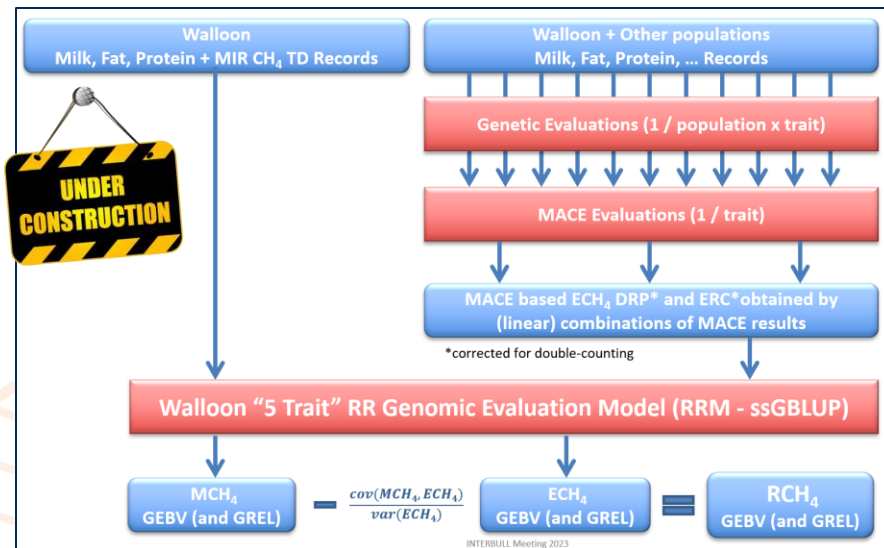 Walloon
Milk, Fat, Protein + MIR CH₄ TD Records
Walloon + Other populations
Milk, Fat, Protein, ... Records
UNDER
CONSTRUCTION
Genetic Evaluations (1 / population x trait)
MACE Evaluations (1 / trait)
MACE based ECH₄ DRP* and ERC*obtained by
(linear) combinations of MACE results
*corrected for double-counting
Walloon “5 Trait” RR Genomic Evaluation Model (RRM - ssGBLUP)
MCH₄
GEBV (and GREL)
−
cov(MCH₄, ECH₄)
var(ECH₄)
ECH₄
GEBV (and GREL)
=
RCH₄
GEBV (and GREL)
INTERBULL Meeting 2023